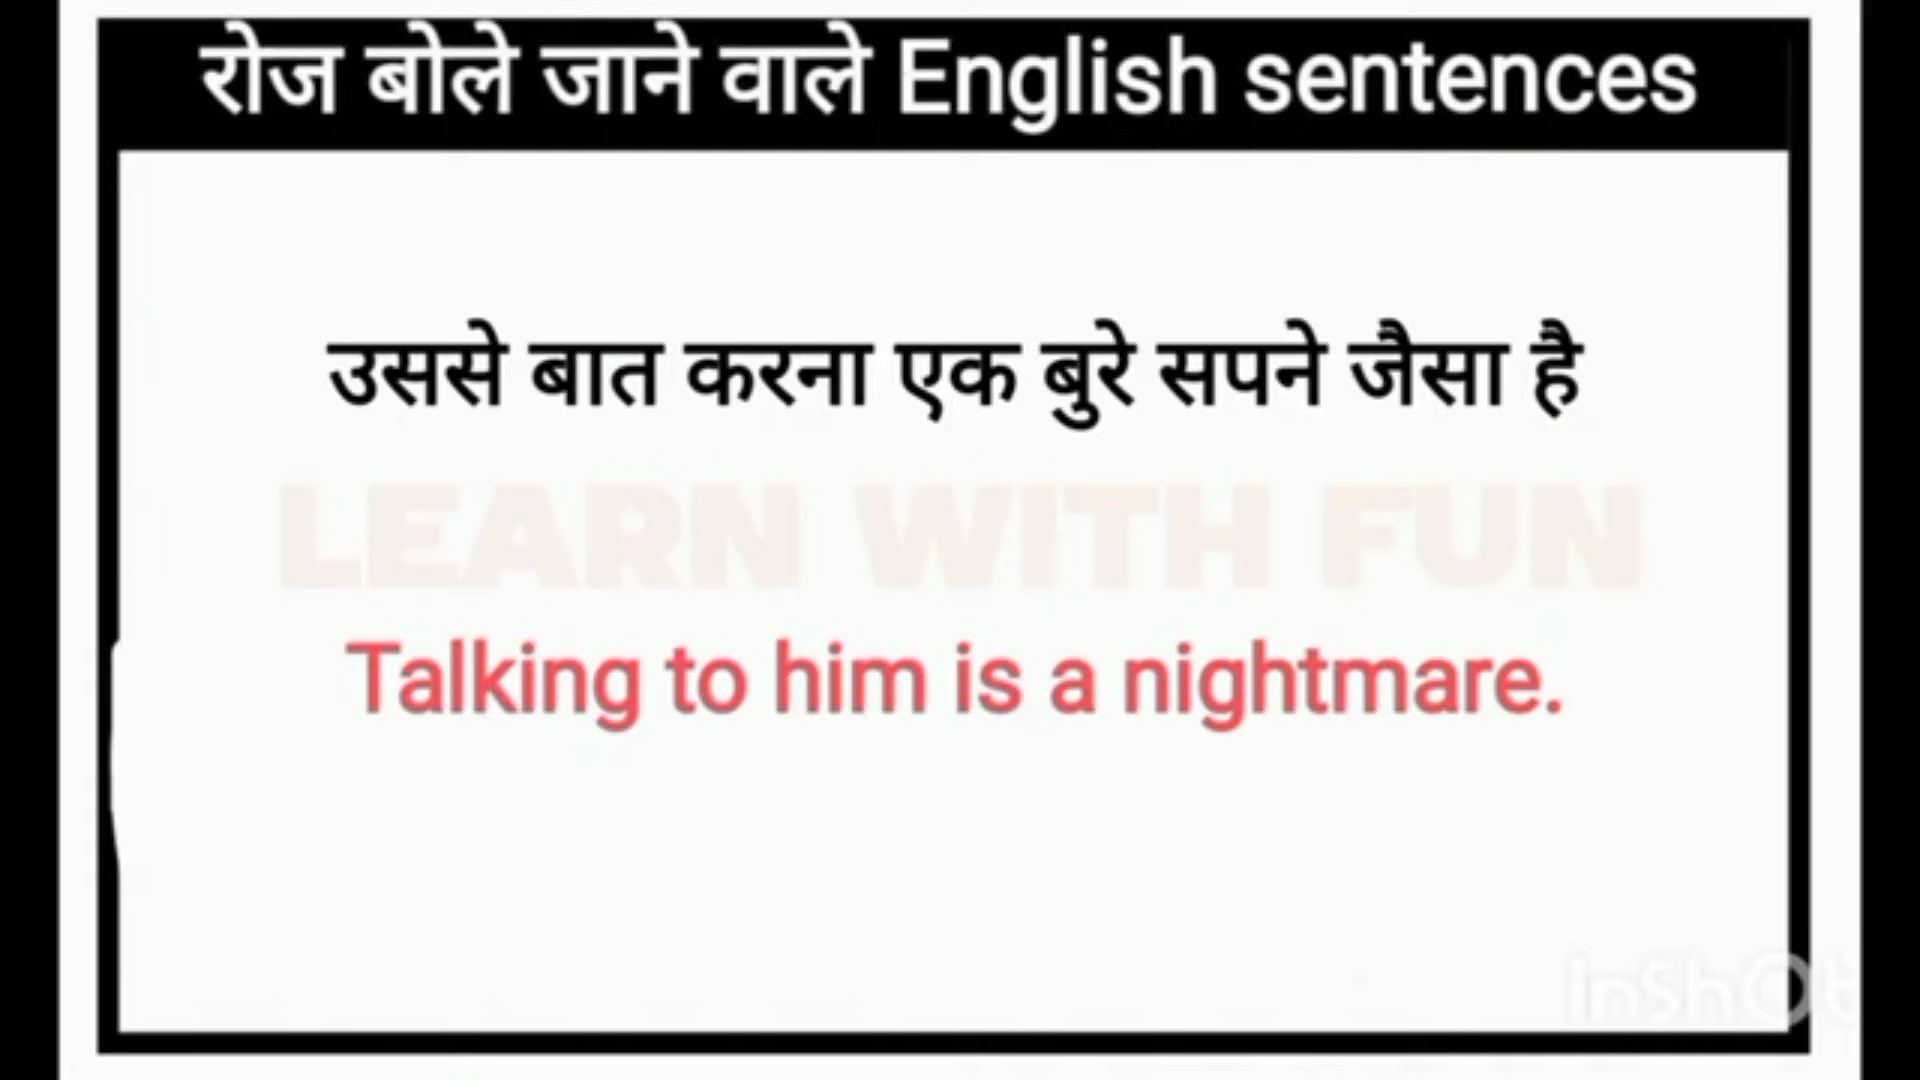 रोज बोले जाने वाले English sentences
उससे बात करना एक बुरे सपने जैसा है
LEARN WITH FUN
Talking to him is a nightmare.
InShOt